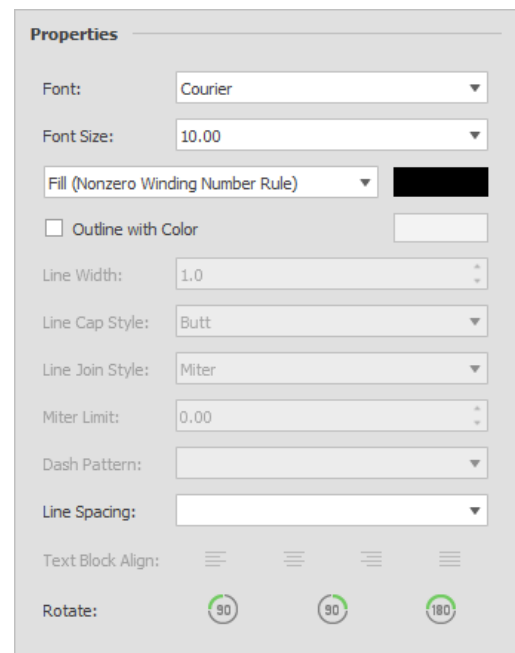 Properties
Font: Courier
Font Size: 10.00
Fill (Nonzero Winding Number Rule)
Outline with Color
Line Width: 1.0
Line Cap Style: Butt
Line Join Style: Miter
Miter Limit: 0.00
Dash Pattern:
Line Spacing:
Text Block Align:
Rotate: 90 90 180